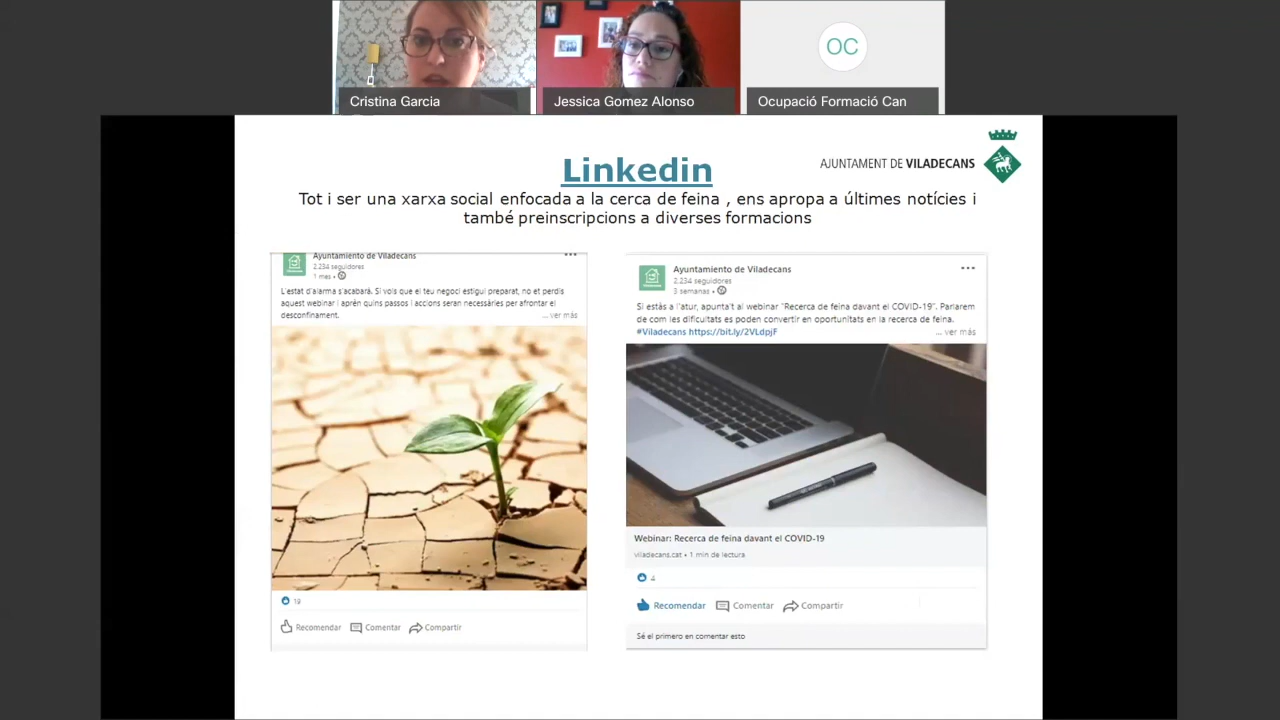 Cristina Garcia
Jessica Gomez Alonso
OC
Ocupació Formació Can
AJUNTAMENT DE VILADECANS
Linkedin
Tot i ser una xarxa social enfocada a la cerca de feina , ens apropa a últimes notícies i
també preinscripcions a diverses formacions
Ayuntamiento de Viladecans
2.234 seguidores
1 mes •
L'estat d'alarma s'acabarà. Si vols que el teu negoci estigui preparat, no et perdis
aquest webinar i aprèn quins passos i accions seran necessàries per afrontar el
desconfinament.
... ver más
19
Recomendar Comentar Compartir
Ayuntamiento de Viladecans
2.234 seguidores
3 semanas •
Si estàs a l'atur, apunta't al webinar "Recerca de feina davant el COVID-19". Parlarem
de com les dificultats es poden convertir en oportunitats en la recerca de feina.
#Viladecans https://bit.ly/2VLdpjF
... ver más
Webinar: Recerca de feina davant el COVID-19
viladecans.cat • 1 min de lectura
4
Recomendar Comentar Compartir
Sé el primero en comentar esto